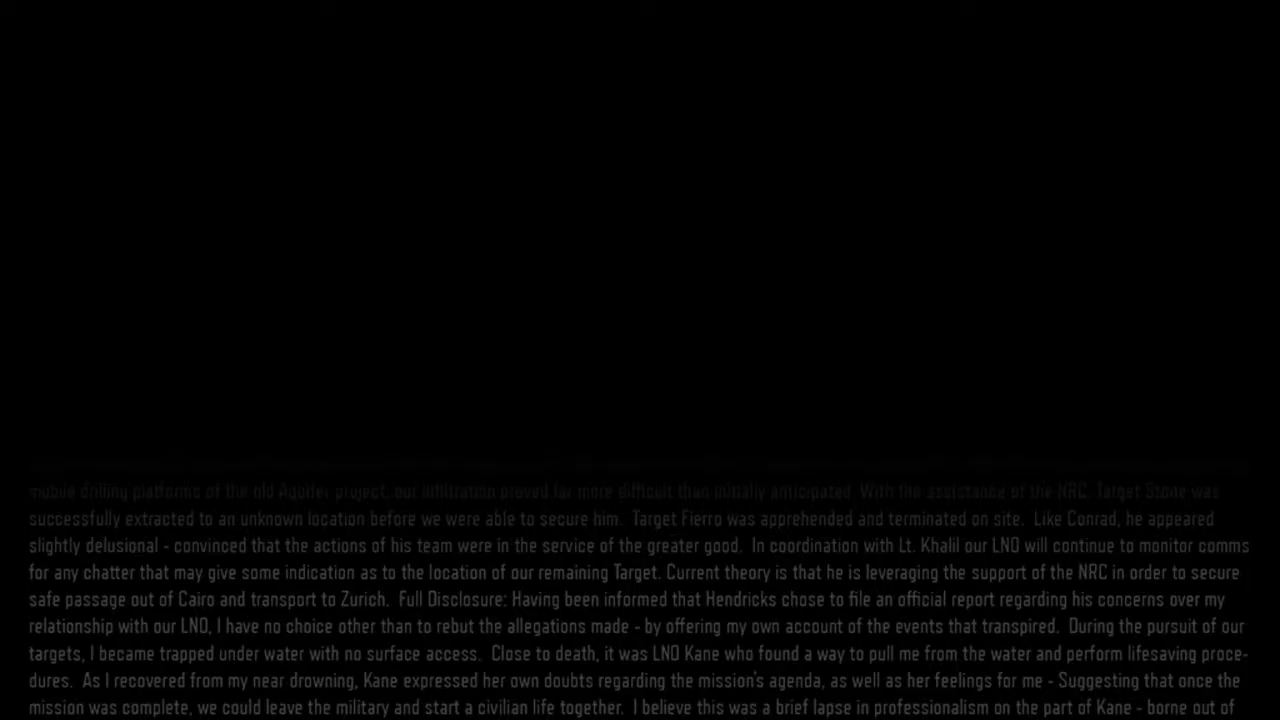 mobile drilling platforms of the old Aquifer project, our infiltration proved far more difficult than initially anticipated. With the assistance of the NRC, Target Stone was
successfully extracted to an unknown location before we were able to secure him.  Target Fierro was apprehended and terminated on site.  Like Conrad, he appeared
slightly delusional - convinced that the actions of his team were in the service of the greater good.  In coordination with Lt. Khalil our LNO will continue to monitor comms
for any chatter that may give some indication as to the location of our remaining Target. Current theory is that he is leveraging the support of the NRC in order to secure
safe passage out of Cairo and transport to Zurich.  Full Disclosure: Having been informed that Hendricks chose to file an official report regarding his concerns over my
relationship with our LNO, I have no choice other than to rebut the allegations made - by offering my own account of the events that transpired.  During the pursuit of our
targets, I became trapped under water with no surface access.  Close to death, it was LNO Kane who found a way to pull me from the water and perform lifesaving proce-
dures.  As I recovered from my near drowning, Kane expressed her own doubts regarding the mission's agenda, as well as her feelings for me - Suggesting that once the
mission was complete, we could leave the military and start a civilian life together.  I believe this was a brief lapse in professionalism on the part of Kane - borne out of